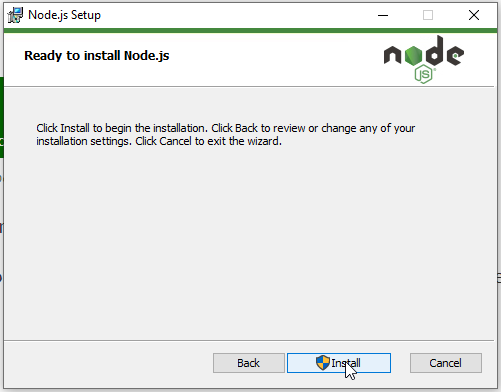 Node.js Setup
Ready to install Node.js
node
JS
Click Install to begin the installation. Click Back to review or change any of your
installation settings. Click Cancel to exit the wizard.
Back
Install
Cancel